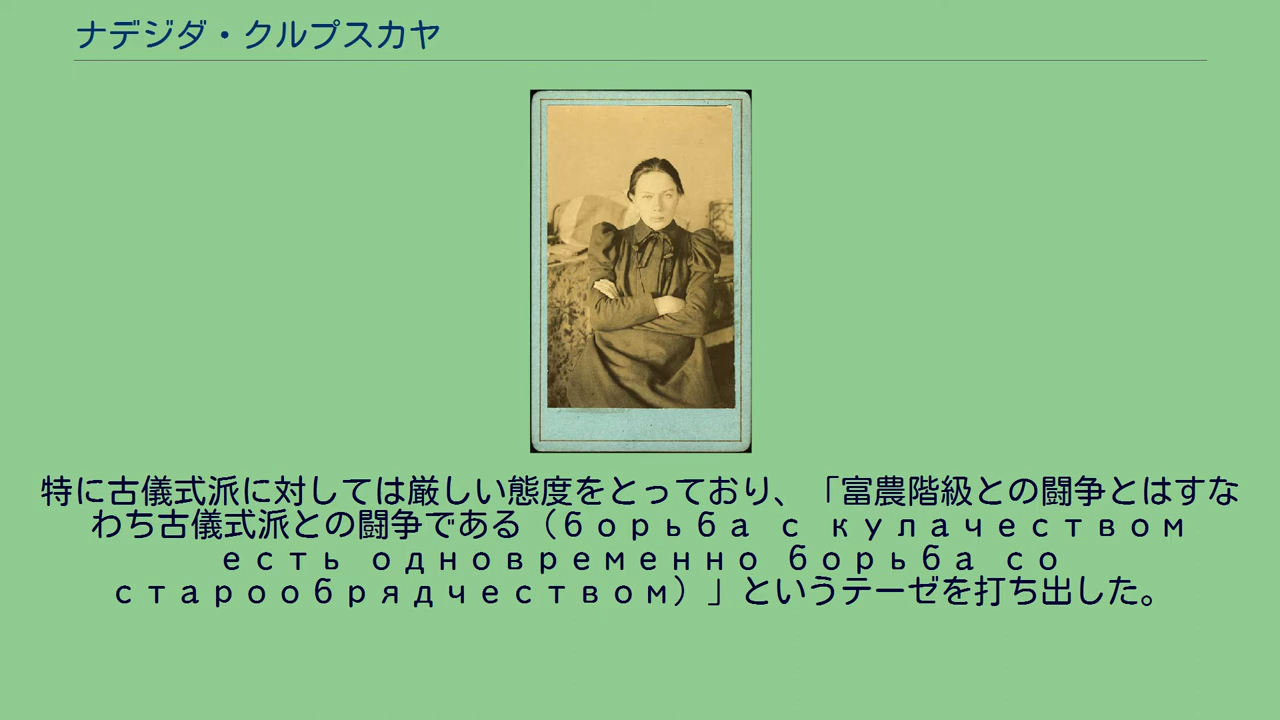 ナデジダ・クルプスカヤ
特に古儀式派に対しては厳しい態度をとっており、「富農階級との闘争とはすな
わち古儀式派との闘争である（борьба с кулачеством
есть одновременно борьба со
старообрядчеством）」というテーゼを打ち出した。